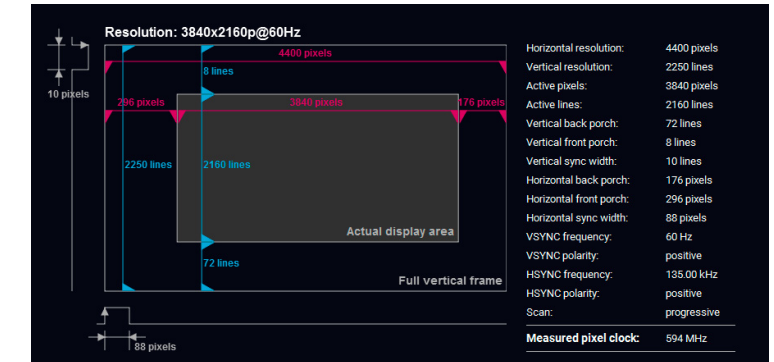 Resolution: 3840x2160p@60Hz
4400 pixels
8 lines
10 pixels
296 pixels
3840 pixels
176 pixels
2250 lines
2160 lines
Actual display area
72 lines
Full vertical frame
88 pixels
Horizontal resolution: 4400 pixels
Vertical resolution: 2250 lines
Active pixels: 3840 pixels
Active lines: 2160 lines
Vertical back porch: 72 lines
Vertical front porch: 8 lines
Vertical sync width: 10 lines
Horizontal back porch: 176 pixels
Horizontal front porch: 296 pixels
Horizontal sync width: 88 pixels
VSYNC frequency: 60 Hz
VSYNC polarity: positive
HSYNC frequency: 135.00 kHz
HSYNC polarity: positive
Scan: progressive
Measured pixel clock: 594 MHz